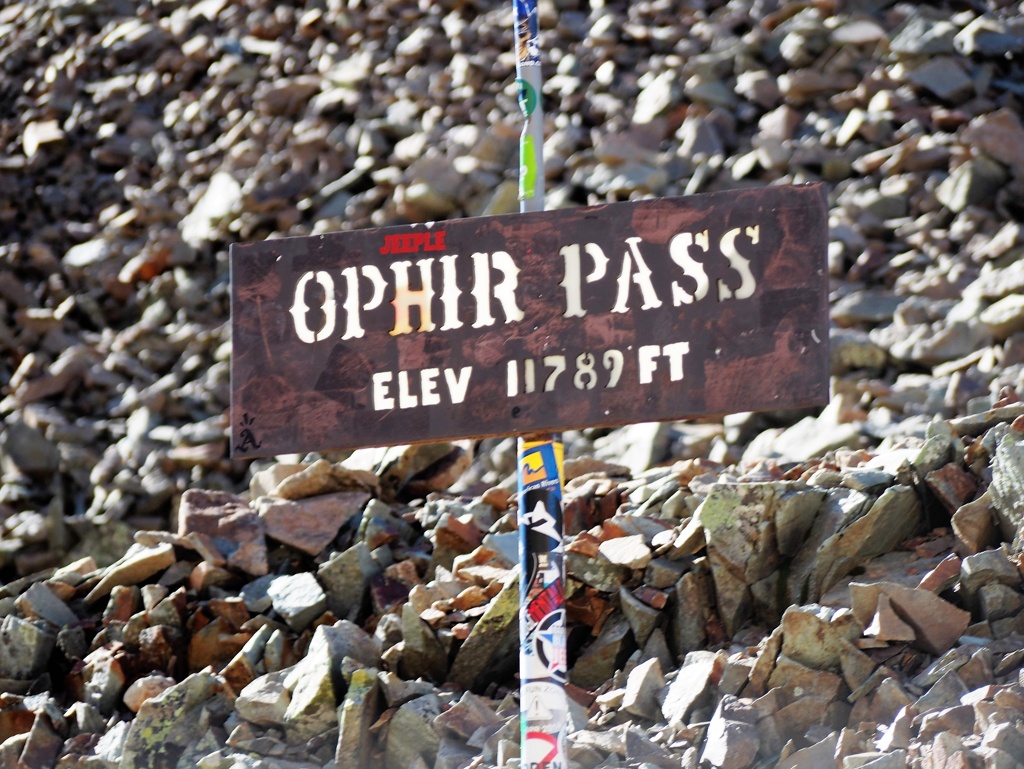 JEEPLE
OPHIR PASS
ELEV 11789 FT